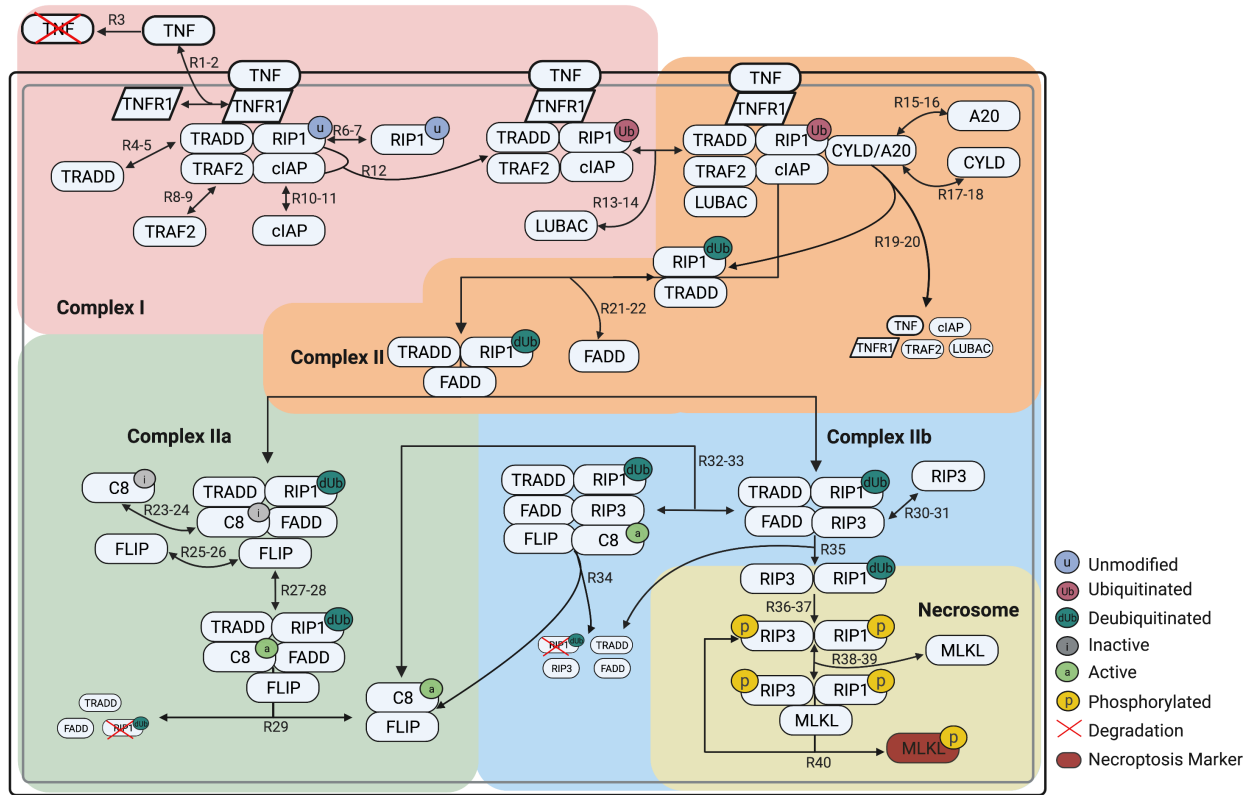 R3
TNF
TNF
R1-2
TNF
TNF
TNF
TNFR1
TNFR1
TNFR1
TNFR1
R15-16
A20
TRADD
RIP1
u
R6-7
RIP1
u
TRADD
RIP1
Ub
TRADD
RIP1
Ub
CYLD/A20
CYLD
R4-5
TRADD
TRAF2
cIAP
R12
TRAF2
cIAP
TRAF2
cIAP
R17-18
R8-9
R10-11
R13-14
LUBAC
TRAF2
cIAP
LUBAC
R19-20
RIP1
dUb
TRADD
Complex I
R21-22
TNF
cIAP
TNFR1
TRAF2
LUBAC
Complex II
TRADD
RIP1
dUb
FADD
FADD
Complex IIa
Complex IIb
C8
i
R23-24
TRADD
RIP1
dUb
C8
i
FADD
FLIP
R25-26
FLIP
R27-28
TRADD
RIP1
dUb
C8
a
FADD
FLIP
TRADD
FADD
RIP1
dUb
R29
C8
a
FLIP
R32-33
TRADD
RIP1
dUb
FADD
RIP3
FLIP
C8
a
R34
RIP1
dUb
TRADD
RIP3
FADD
TRADD
RIP1
dUb
FADD
RIP3
RIP3
R30-31
R35
RIP3
RIP1
dUb
Necrosome
R36-37
p
RIP3
RIP1
p
R38-39
MLKL
p
RIP3
RIP1
p
MLKL
R40
MLKL
p
u
Unmodified
Ub
Ubiquitinated
dUb
Deubiquitinated
i
Inactive
a
Active
p
Phosphorylated
Degradation
Necroptosis Marker